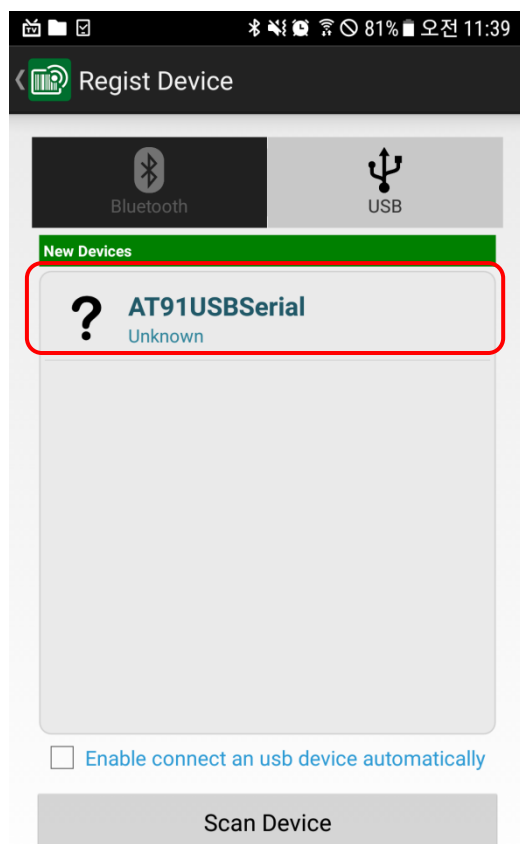 81% 오전 11:39
Regist Device
Bluetooth
USB
New Devices
AT91USBSerial
Unknown
Enable connect an usb device automatically
Scan Device